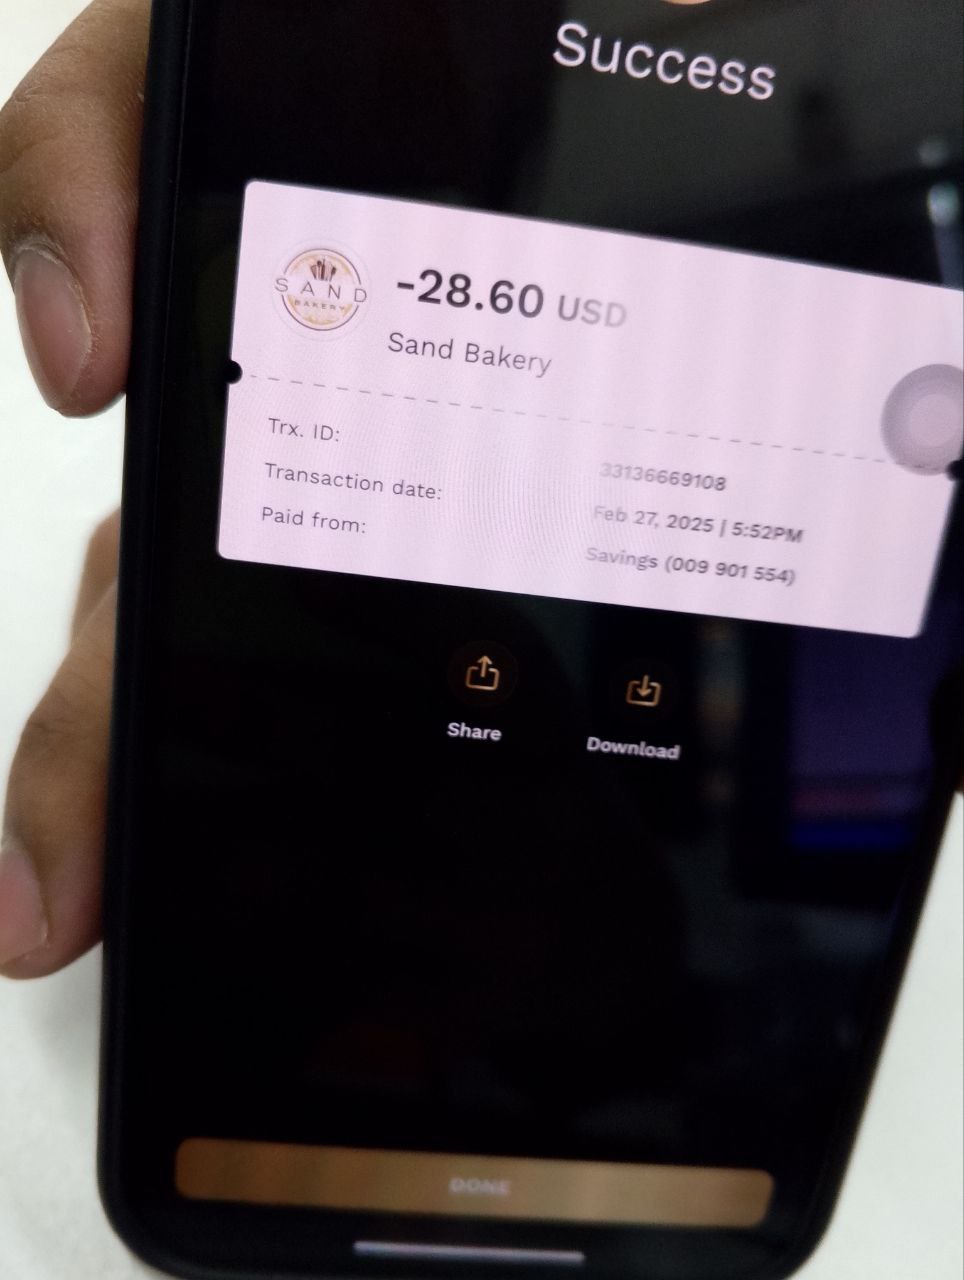 Success
SAND
BAKERY
-28.60 USD
Sand Bakery
Trx. ID: 33136669108
Transaction date: Feb 27, 2025 | 5:52PM
Paid from: Savings (009 901 554)
Share
Download
DONE